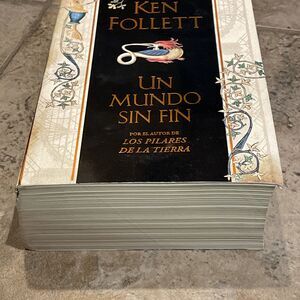 KEN
FOLLETT
UN
MUNDO
SIN FIN
POR EL AUTOR DE
LOS PILARES
DE LA TIERRA